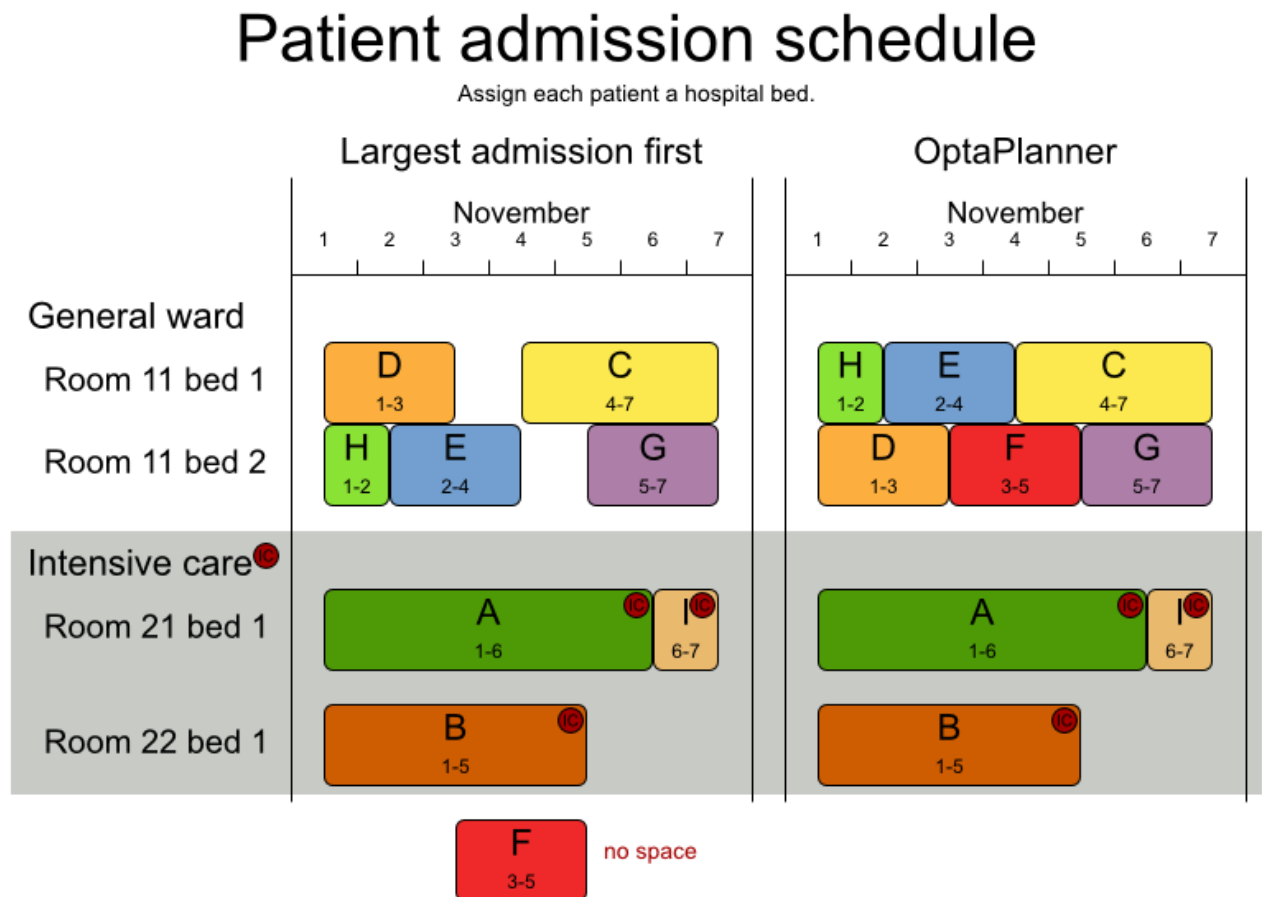 Patient admission schedule
Assign each patient a hospital bed.
Largest admission first
OptaPlanner
November
November
1 2 3 4 5 6 7
1 2 3 4 5 6 7
General ward
Room 11 bed 1
D
1-3
C
4-7
H
1-2
E
2-4
C
4-7
Room 11 bed 2
H
1-2
E
2-4
G
5-7
D
1-3
F
3-5
G
5-7
Intensive care IC
Room 21 bed 1
A IC
1-6
I IC
6-7
A IC
1-6
I IC
6-7
Room 22 bed 1
B IC
1-5
B IC
1-5
F
3-5
no space